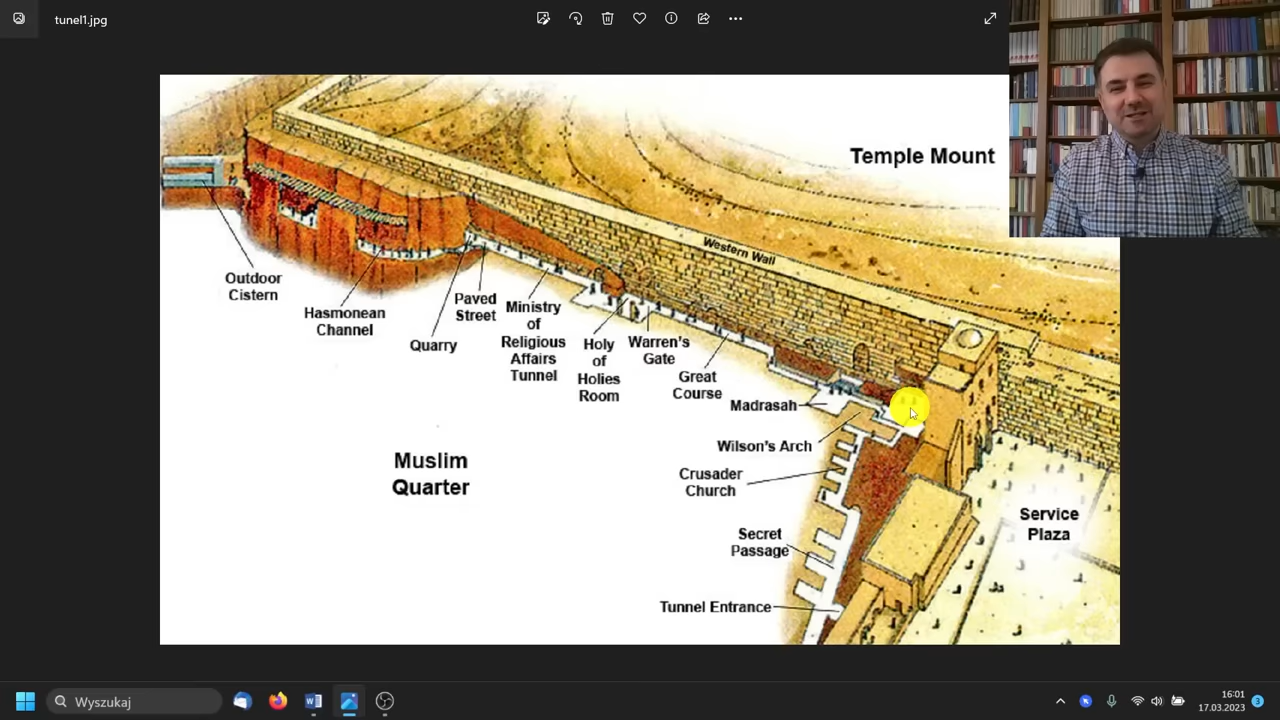 tunel1.jpg
Temple Mount
Western Wall
Outdoor
Cistern
Hasmonean
Channel
Quarry
Paved
Street
Ministry
of
Religious
Affairs
Tunnel
Holy
of
Holies
Room
Warren's
Gate
Great
Course
Madrasah
Wilson's Arch
Crusader
Church
Secret
Passage
Tunnel Entrance
Muslim
Quarter
Service
Plaza
Wyszukaj
16:01
17.03.2023
3